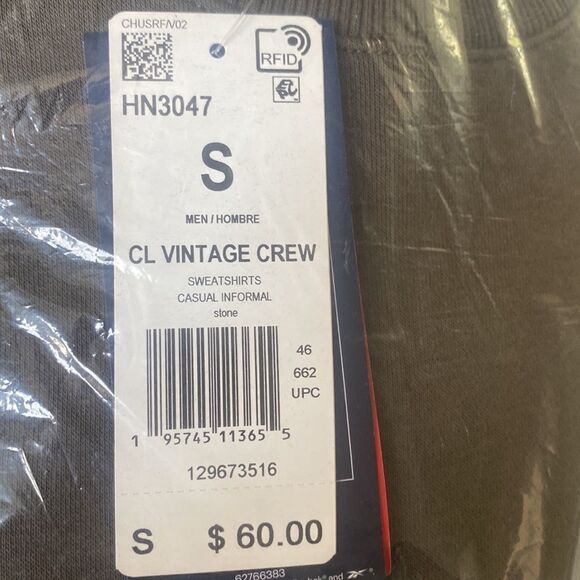 CHUSRF/V02
RFID
HN3047
S
MEN / HOMBRE
CL VINTAGE CREW
SWEATSHIRTS
CASUAL INFORMAL
stone
46
662
UPC
1 95745 11365 5
129673516
S $ 60.00
62766383
and